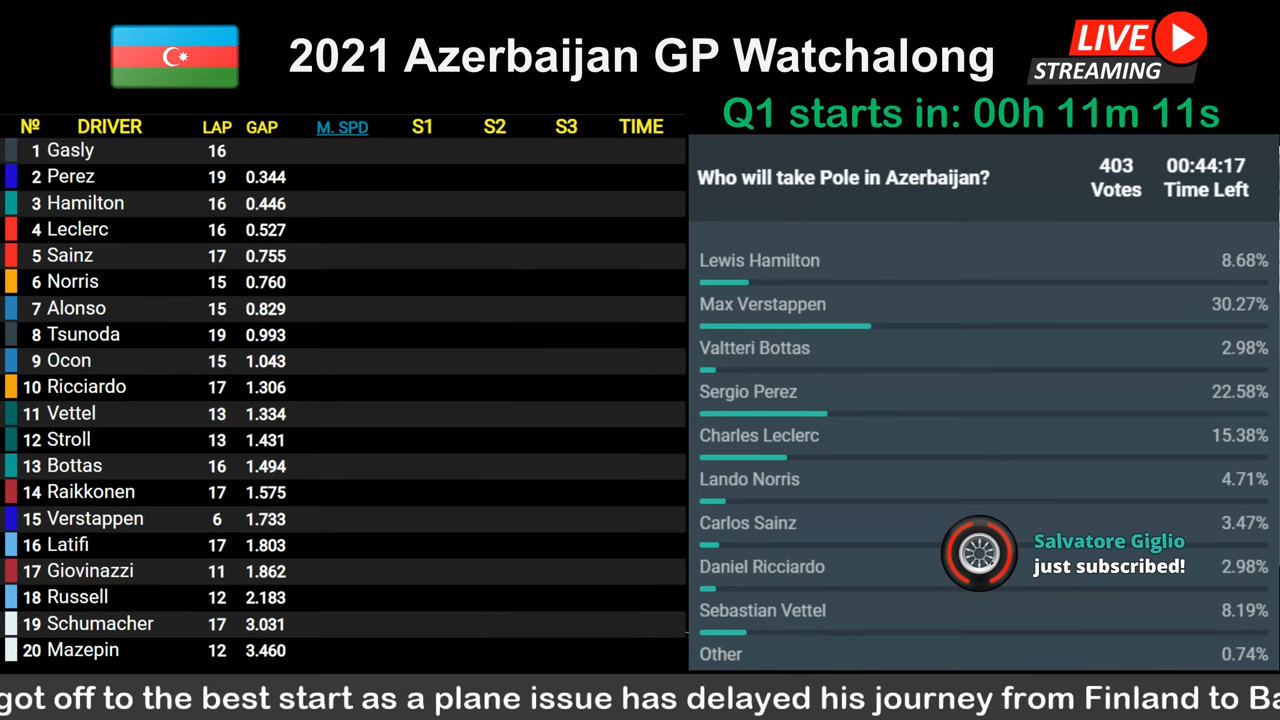 2021 Azerbaijan GP Watchalong
LIVE
STREAMING
Q1 starts in: 00h 11m 11s
Nº DRIVER LAP GAP M. SPD S1 S2 S3 TIME
1 Gasly 16
2 Perez 19 0.344
3 Hamilton 16 0.446
4 Leclerc 16 0.527
5 Sainz 17 0.755
6 Norris 15 0.760
7 Alonso 15 0.829
8 Tsunoda 19 0.993
9 Ocon 15 1.043
10 Ricciardo 17 1.306
11 Vettel 13 1.334
12 Stroll 13 1.431
13 Bottas 16 1.494
14 Raikkonen 17 1.575
15 Verstappen 6 1.733
16 Latifi 17 1.803
17 Giovinazzi 11 1.862
18 Russell 12 2.183
19 Schumacher 17 3.031
20 Mazepin 12 3.460
Who will take Pole in Azerbaijan?
403 Votes
00:44:17 Time Left
Lewis Hamilton 8.68%
Max Verstappen 30.27%
Valtteri Bottas 2.98%
Sergio Perez 22.58%
Charles Leclerc 15.38%
Lando Norris 4.71%
Carlos Sainz 3.47%
Daniel Ricciardo 2.98%
Sebastian Vettel 8.19%
Other 0.74%
Salvatore Giglio
just subscribed!
got off to the best start as a plane issue has delayed his journey from Finland to Ba